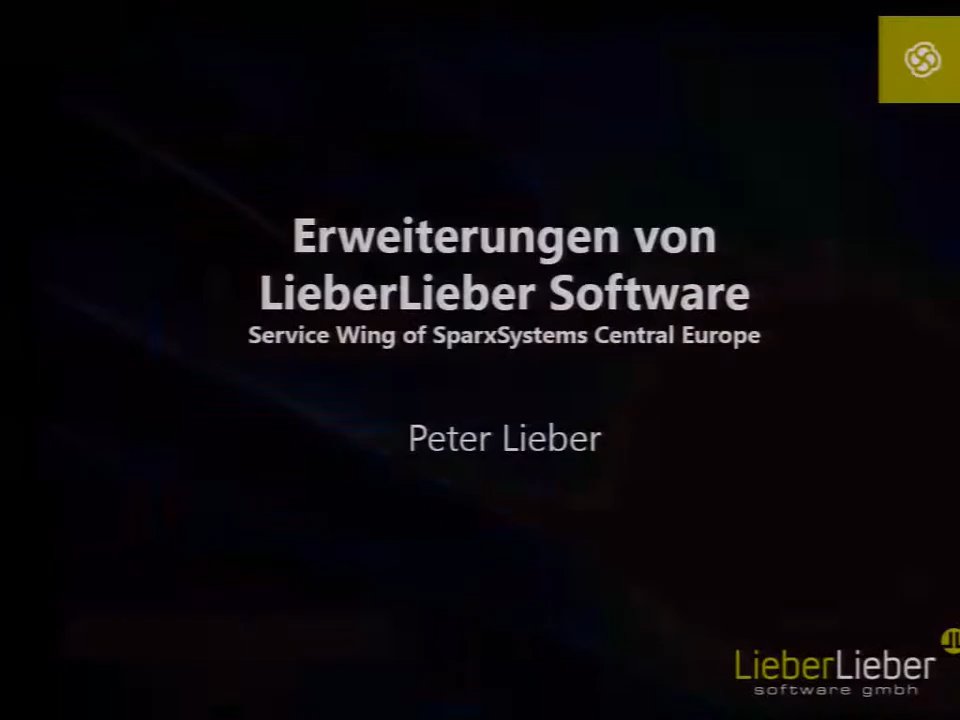 Erweiterungen von
LieberLieber Software
Service Wing of SparxSystems Central Europe
Peter Lieber
LieberLieber
software gmbh